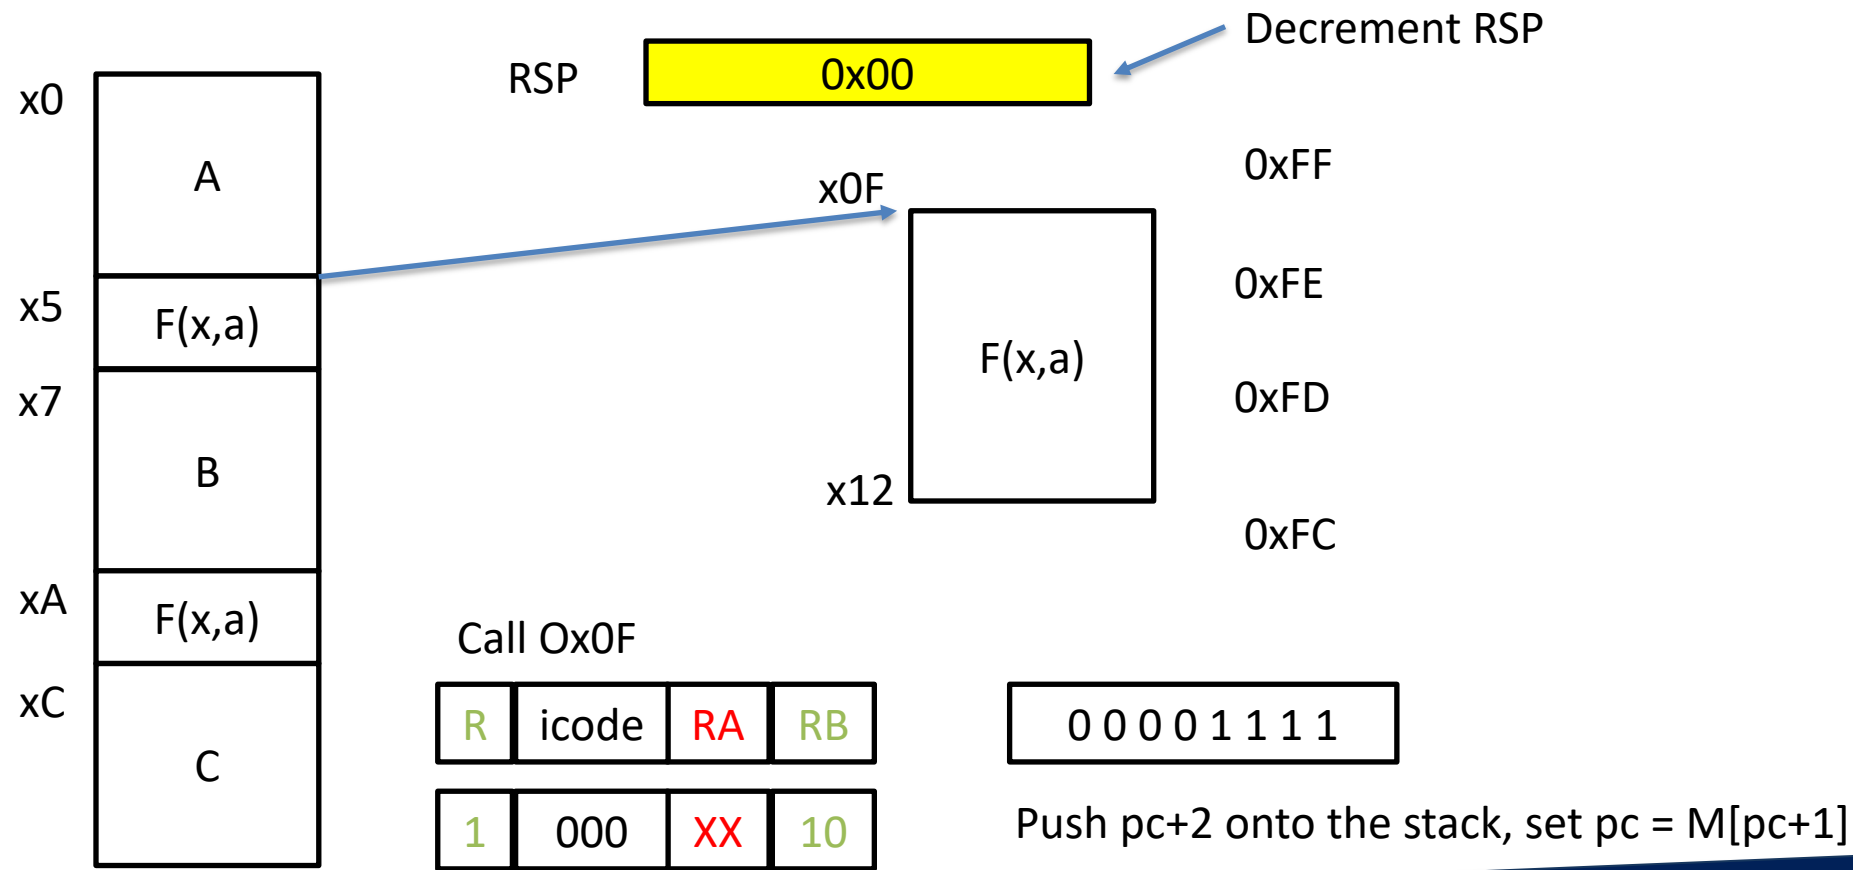 Decrement RSP
RSP
0x00
x0
A
x5
F(x,a)
x7
B
xA
F(x,a)
xC
C
x0F
F(x,a)
x12
0xFF
0xFE
0xFD
0xFC
Call Ox0F
R icode RA RB
0 0 0 0 1 1 1 1
1 000 XX 10
Push pc+2 onto the stack, set pc = M[pc+1]